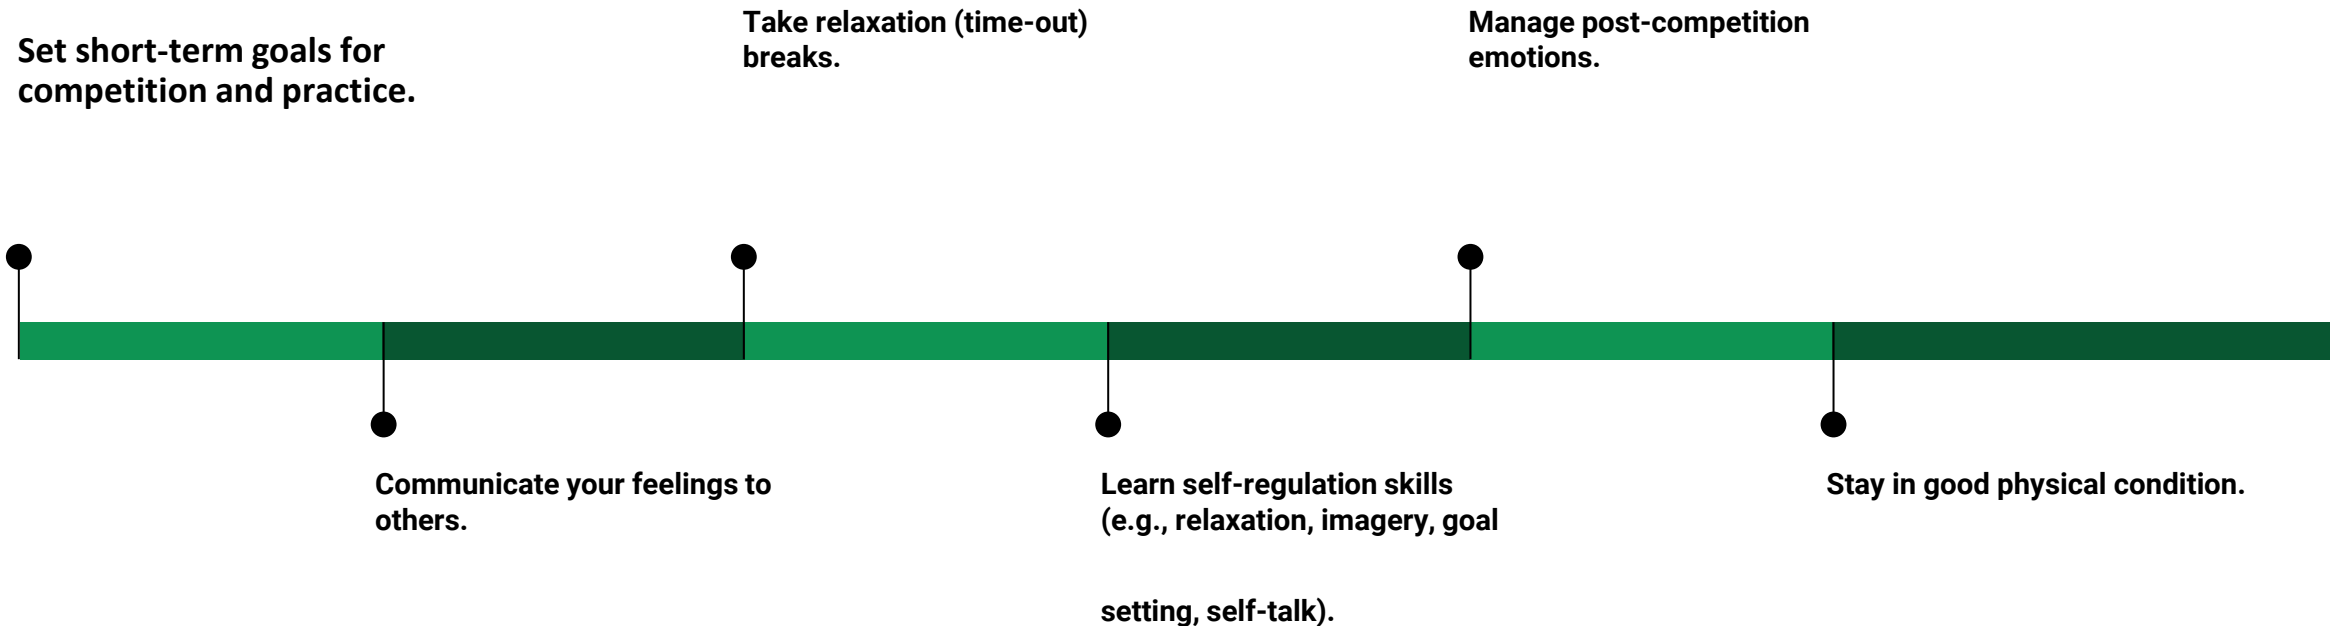 Set short-term goals for
competition and practice.
Communicate your feelings to
others.
Take relaxation (time-out)
breaks.
Learn self-regulation skills
(e.g., relaxation, imagery, goal
setting, self-talk).
Manage post-competition
emotions.
Stay in good physical condition.